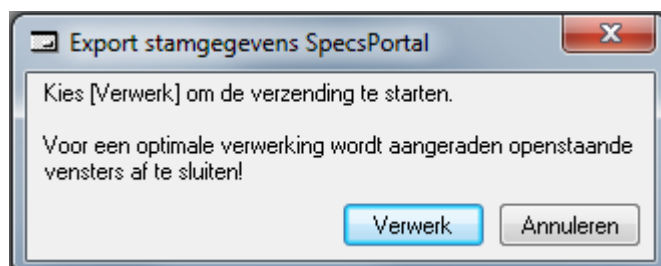 Export stamgegevens SpecsPortal
Kies [Verwerk] om de verzending te starten.
Voor een optimale verwerking wordt aangeraden openstaande
vensters af te sluiten!
Verwerk
Annuleren